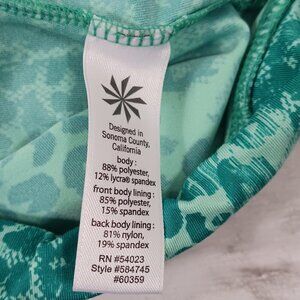 Designed in
Sonoma County,
California
body :
88% polyester,
12% lycra® spandex
front body lining :
85% polyester,
15% spandex
back body lining :
81% nylon,
19% spandex
RN #54023
Style #584745
#60359